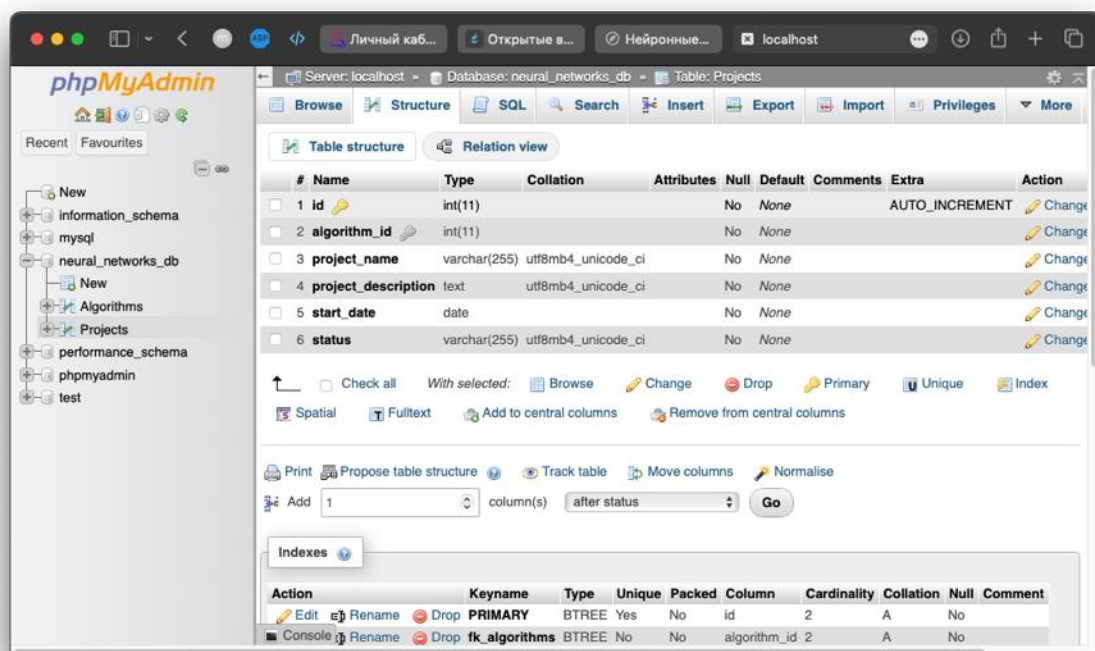 Личный каб...
Открытые в...
Нейронные...
localhost
phpMyAdmin
Recent Favourites
New
information_schema
mysql
neural_networks_db
New
Algorithms
Projects
performance_schema
phpmyadmin
test
Server: localhost » Database: neural_networks_db » Table: Projects
Browse Structure SQL Search Insert Export Import Privileges More
Table structure Relation view
# Name Type Collation Attributes Null Default Comments Extra Action
1 id int(11) No None AUTO_INCREMENT Change
2 algorithm_id int(11) No None Change
3 project_name varchar(255) utf8mb4_unicode_ci No None Change
4 project_description text utf8mb4_unicode_ci No None Change
5 start_date date No None Change
6 status varchar(255) utf8mb4_unicode_ci No None Change
Check all With selected: Browse Change Drop Primary Unique Index
Spatial Fulltext Add to central columns Remove from central columns
Print Propose table structure Track table Move columns Normalise
Add 1 column(s) after status Go
Indexes
Action Keyname Type Unique Packed Column Cardinality Collation Null Comment
Edit Rename Drop PRIMARY BTREE Yes No id 2 A No
Console Rename Drop fk_algorithms BTREE No No algorithm_id 2 A No